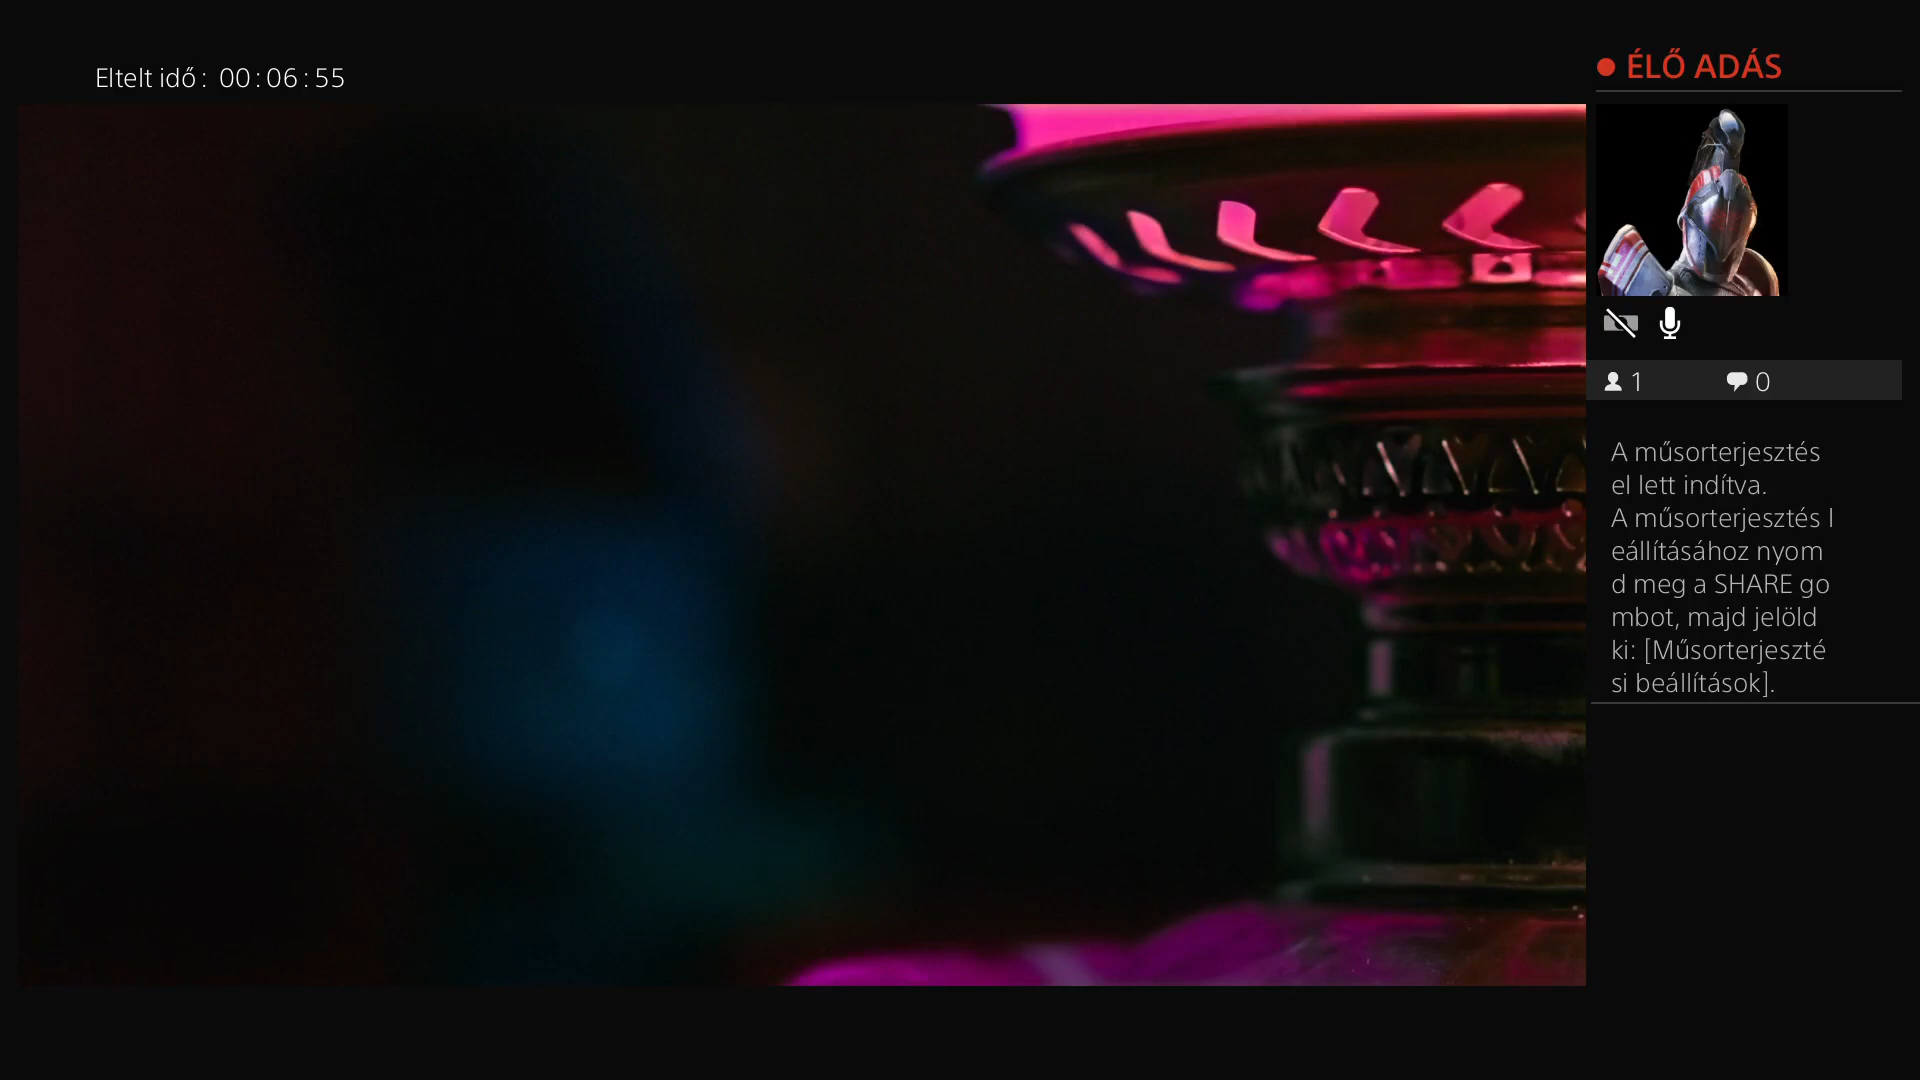 Eltelt idő: 00:06:55
ÉLŐ ADÁS
1 0
A műsorterjesztés
el lett indítva.
A műsorterjesztés l
eállításához nyom
d meg a SHARE go
mbot, majd jelöld
ki: [Műsorterjeszté
si beállítások].